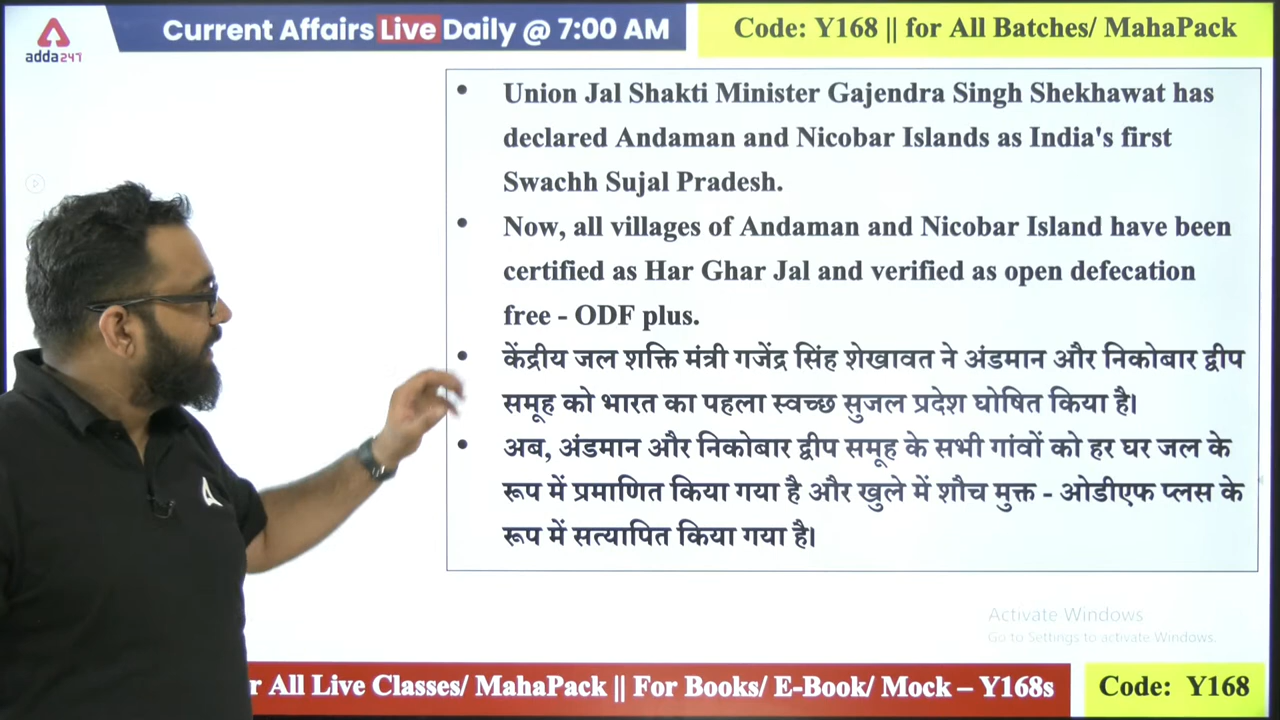 Current Affairs Live Daily @ 7:00 AM
Code: Y168 || for All Batches/ MahaPack
adda247
Union Jal Shakti Minister Gajendra Singh Shekhawat has
declared Andaman and Nicobar Islands as India's first
Swachh Sujal Pradesh.
Now, all villages of Andaman and Nicobar Island have been
certified as Har Ghar Jal and verified as open defecation
free - ODF plus.
केंद्रीय जल शक्ति मंत्री गजेंद्र सिंह शेखावत ने अंडमान और निकोबार द्वीप
समूह को भारत का पहला स्वच्छ सुजल प्रदेश घोषित किया है।
अब, अंडमान और निकोबार द्वीप समूह के सभी गांवों को हर घर जल के
रूप में प्रमाणित किया गया है और खुले में शौच मुक्त - ओडीएफ प्लस के
रूप में सत्यापित किया गया है।
Activate Windows
Go to Settings to activate Windows.
r All Live Classes/ MahaPack || For Books/ E-Book/ Mock – Y168s
Code: Y168